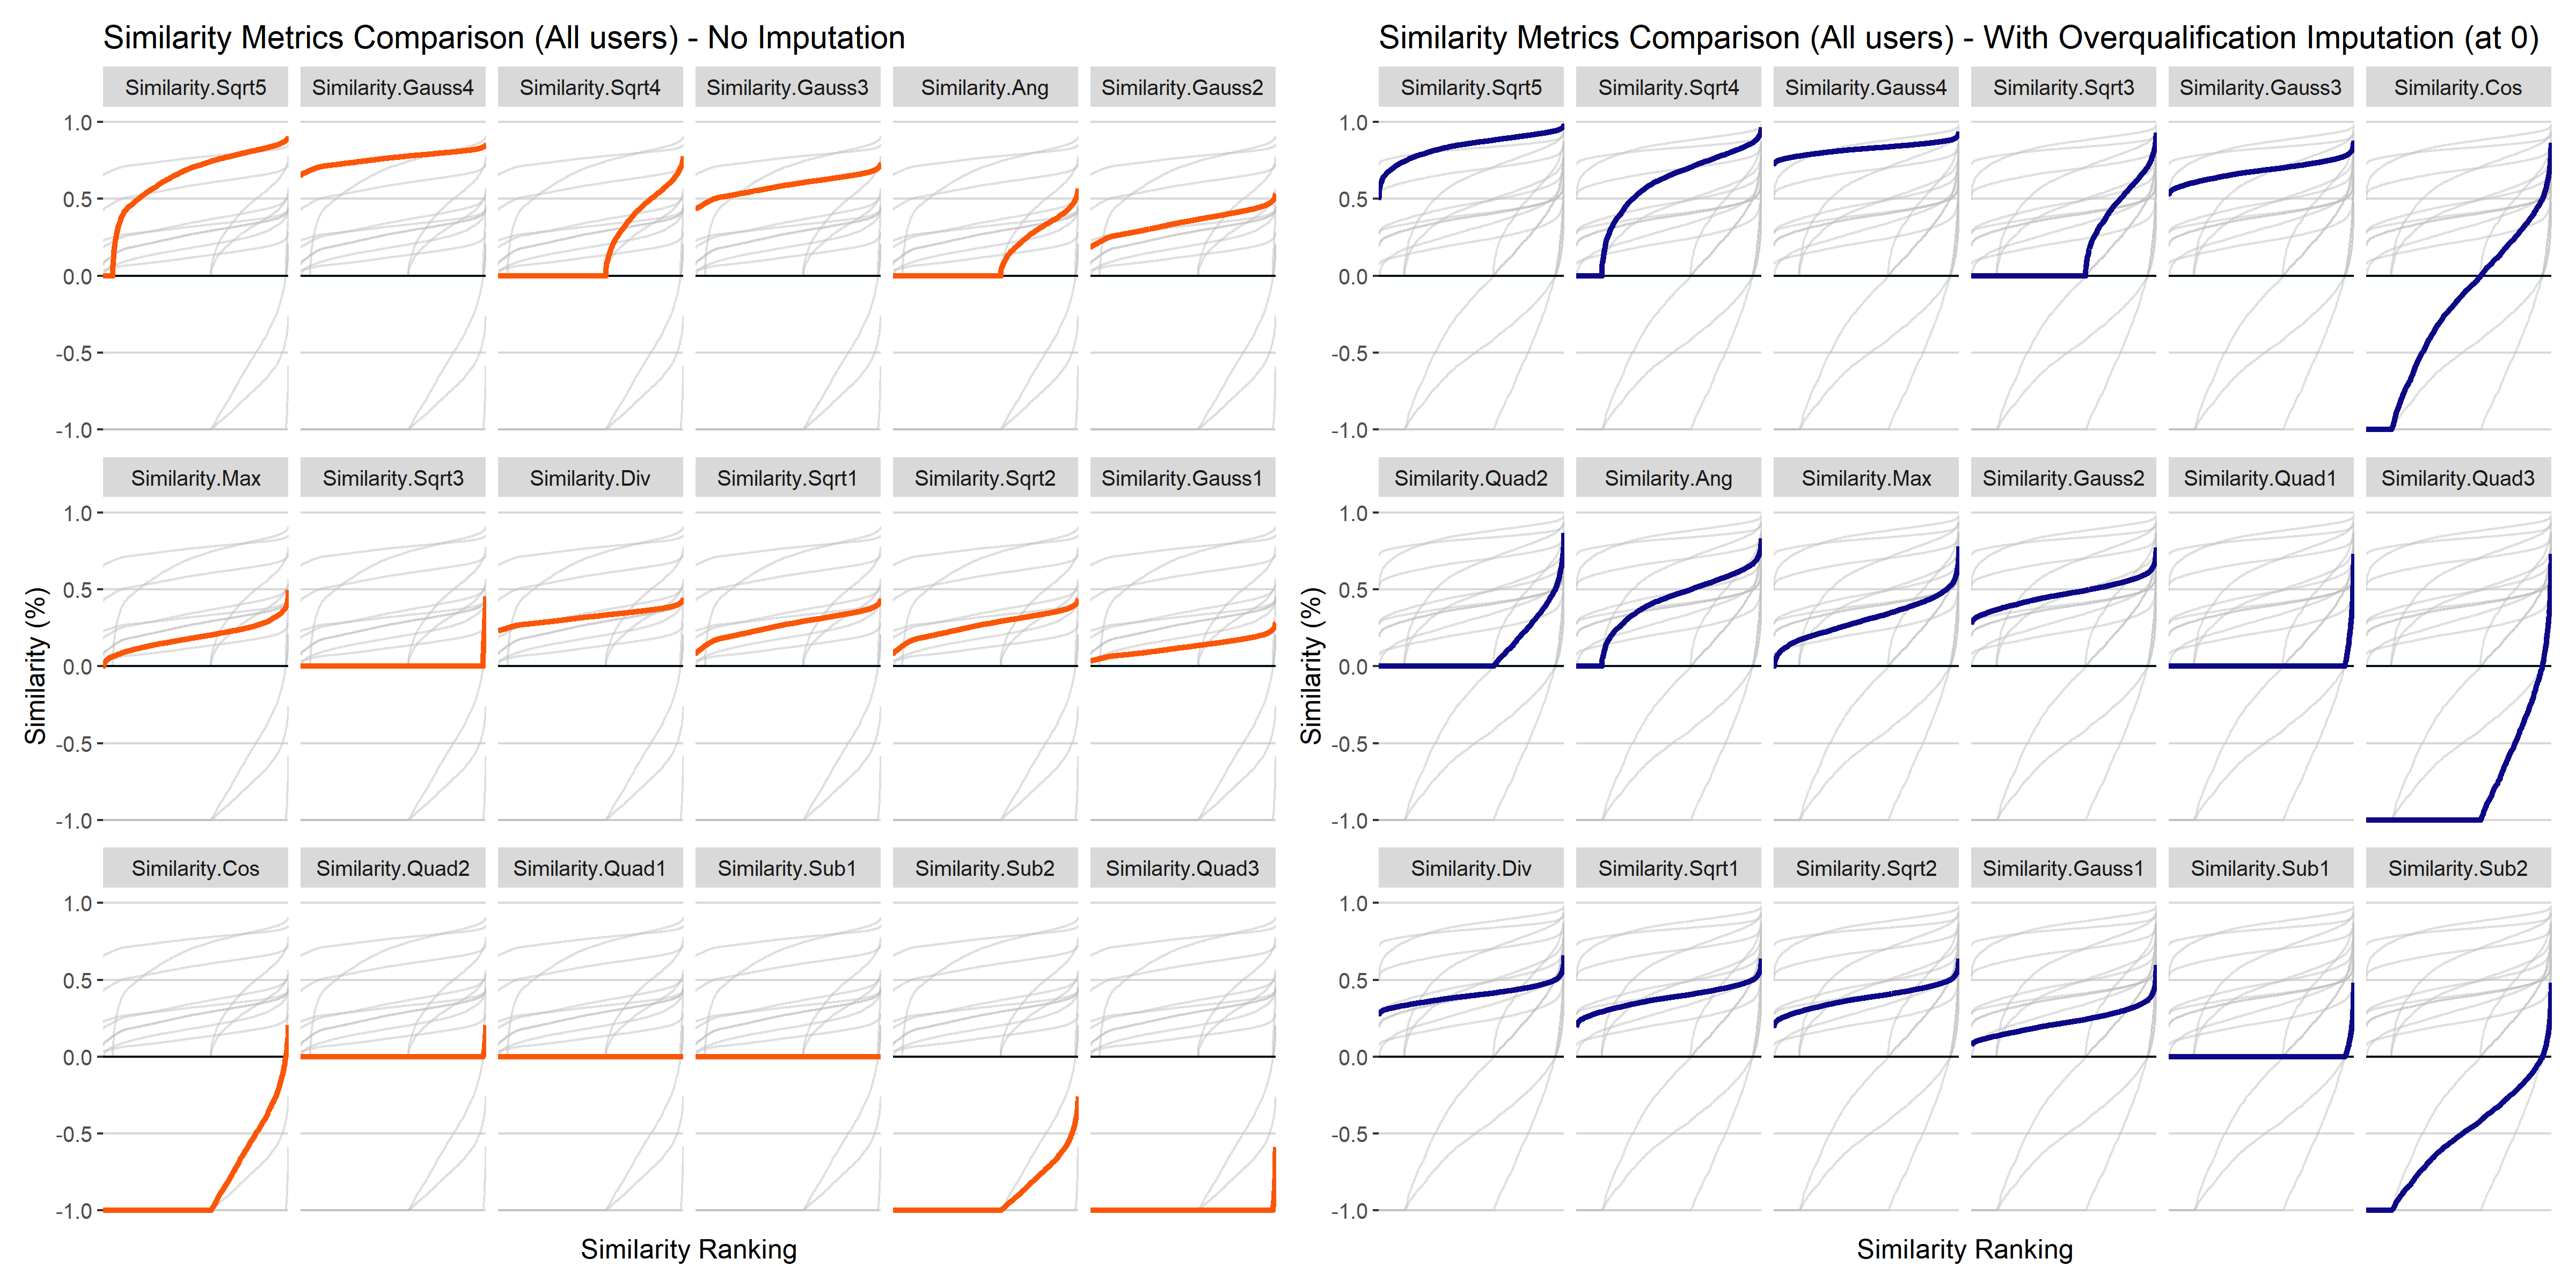 Similarity Metrics Comparison (All users) - No Imputation
Similarity.Sqrt5 Similarity.Gauss4 Similarity.Sqrt4 Similarity.Gauss3 Similarity.Ang Similarity.Gauss2
1.0
0.5
0.0
-0.5
-1.0
Similarity.Max Similarity.Sqrt3 Similarity.Div Similarity.Sqrt1 Similarity.Sqrt2 Similarity.Gauss1
1.0
0.5
0.0
-0.5
-1.0
Similarity.Cos Similarity.Quad2 Similarity.Quad1 Similarity.Sub1 Similarity.Sub2 Similarity.Quad3
1.0
0.5
0.0
-0.5
-1.0
Similarity (%)
Similarity Ranking
Similarity Metrics Comparison (All users) - With Overqualification Imputation (at 0)
Similarity.Sqrt5 Similarity.Sqrt4 Similarity.Gauss4 Similarity.Sqrt3 Similarity.Gauss3 Similarity.Cos
1.0
0.5
0.0
-0.5
-1.0
Similarity.Quad2 Similarity.Ang Similarity.Max Similarity.Gauss2 Similarity.Quad1 Similarity.Quad3
1.0
0.5
0.0
-0.5
-1.0
Similarity.Div Similarity.Sqrt1 Similarity.Sqrt2 Similarity.Gauss1 Similarity.Sub1 Similarity.Sub2
1.0
0.5
0.0
-0.5
-1.0
Similarity (%)
Similarity Ranking